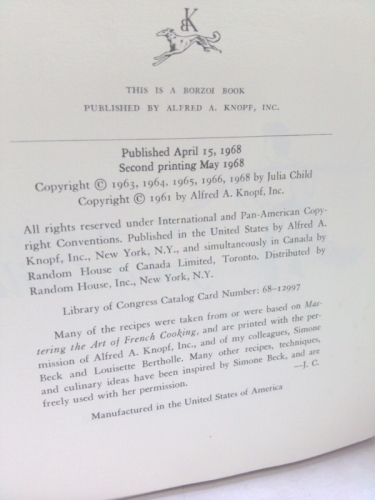 BK
THIS IS A BORZOI BOOK
PUBLISHED BY ALFRED A. KNOPF, INC.
Published April 15, 1968
Second printing May 1968
Copyright © 1963, 1964, 1965, 1966, 1968 by Julia Child
Copyright © 1961 by Alfred A. Knopf, Inc.
All rights reserved under International and Pan-American Copy-
right Conventions. Published in the United States by Alfred A.
Knopf, Inc., New York, N.Y., and simultaneously in Canada by
Random House of Canada Limited, Toronto. Distributed by
Random House, Inc., New York, N.Y.
Library of Congress Catalog Card Number: 68-12997
Many of the recipes were taken from or were based on Mas-
tering the Art of French Cooking, and are printed with the per-
mission of Alfred A. Knopf, Inc., and of my colleagues, Simone
Beck and Louisette Bertholle. Many other recipes, techniques,
and culinary ideas have been inspired by Simone Beck, and are
freely used with her permission.
—J. C.
Manufactured in the United States of America